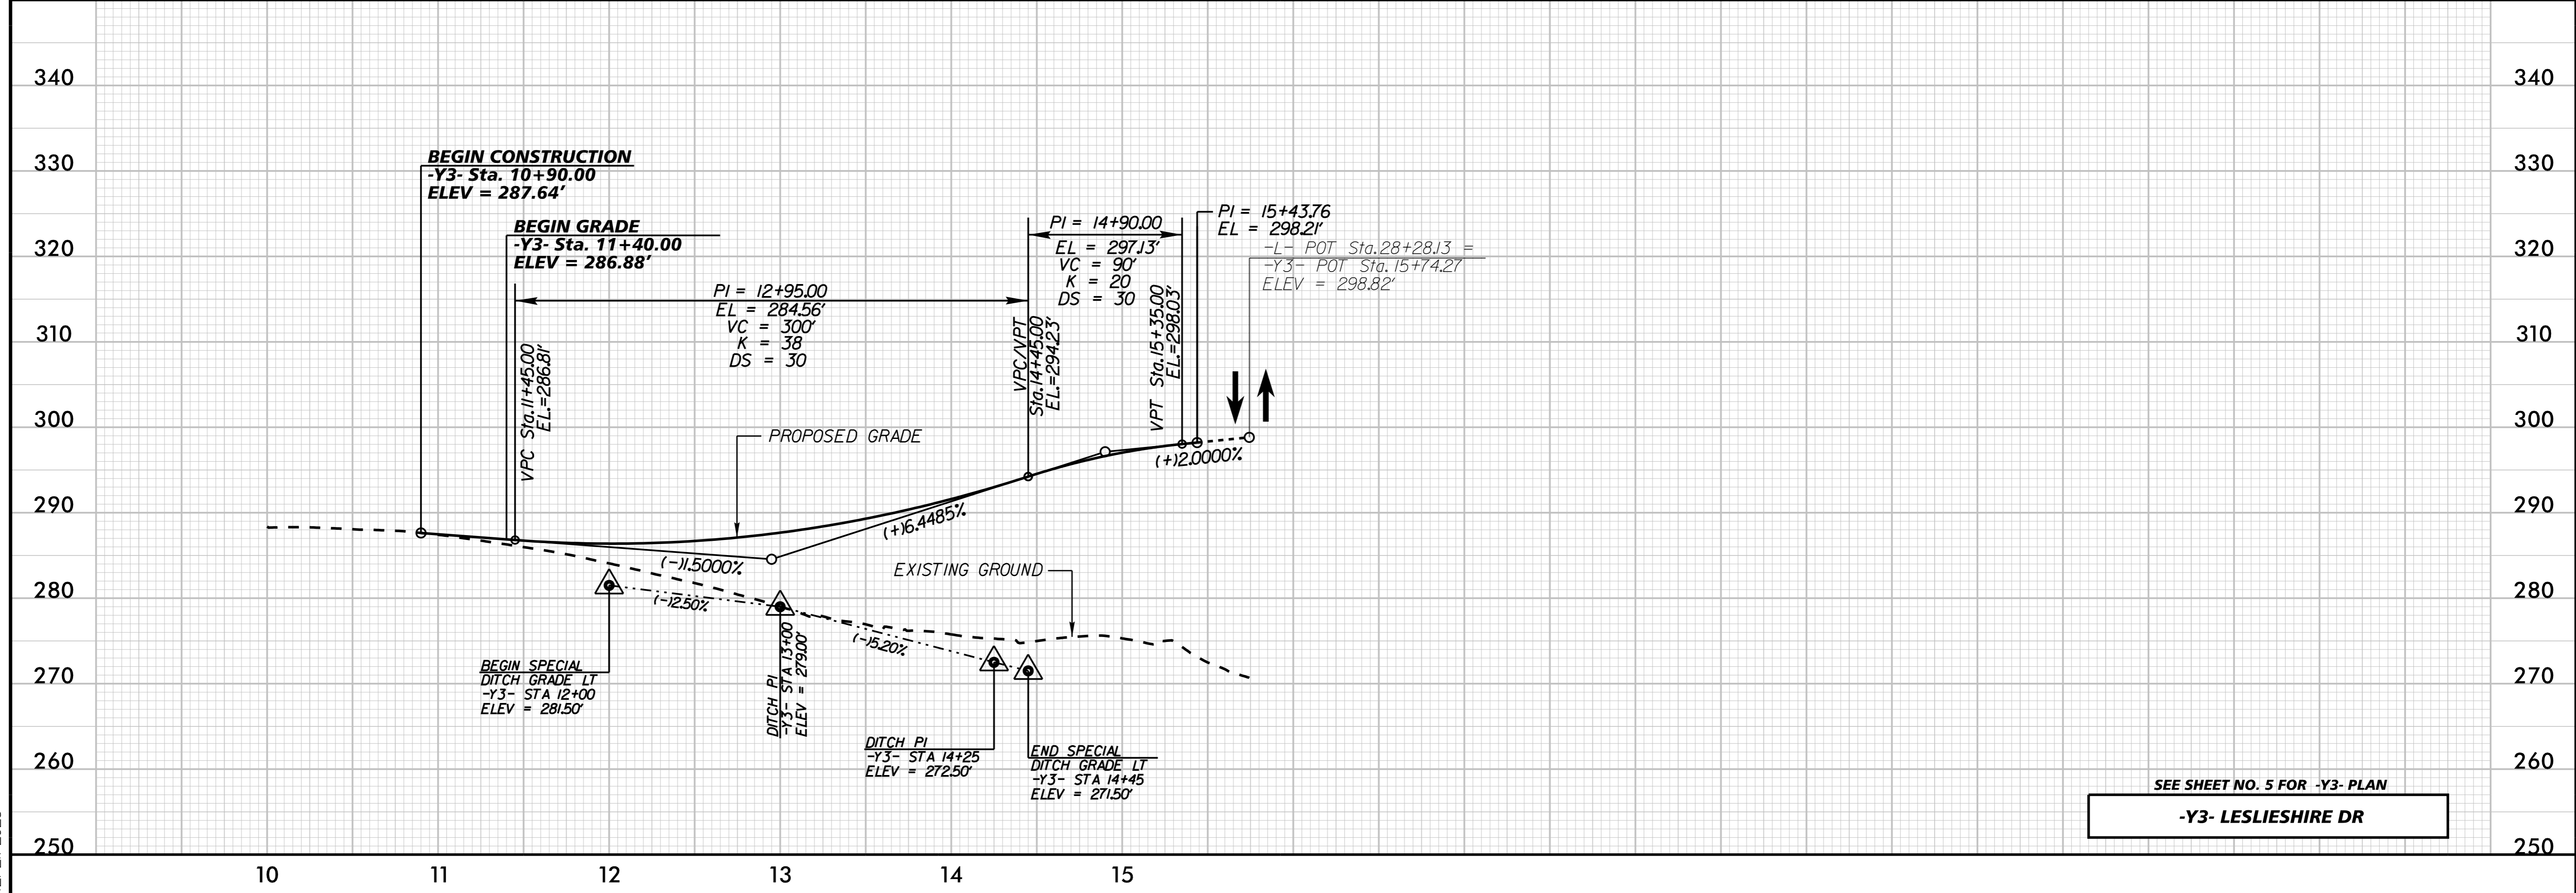 340
330
320
310
300
290
280
270
260
250
BEGIN CONSTRUCTION
-Y3- Sta. 10+90.00
ELEV = 287.64'
BEGIN GRADE
-Y3- Sta. 11+40.00
ELEV = 286.88'
VPC Sta.11+45.00
EL.=286.81'
PI = 12+95.00
EL = 284.56'
VC = 300'
K = 38
DS = 30
VPC/VPT
Sta.14+45.00
EL.=294.23'
PI = 14+90.00
EL = 297.13'
VC = 90'
K = 20
DS = 30
VPT Sta.15+35.00
EL.=298.03'
PI = 15+43.76
EL = 298.21'
-L- POT Sta.28+28.13 =
-Y3- POT Sta.15+74.27
ELEV = 298.82'
PROPOSED GRADE
(-)1.5000%
(+)6.4485%
(+)2.0000%
EXISTING GROUND
(-)2.50%
(-)5.20%
BEGIN SPECIAL
DITCH GRADE LT
-Y3- STA 12+00
ELEV = 281.50'
DITCH PI
-Y3- STA 13+00
ELEV = 279.00'
DITCH PI
-Y3- STA 14+25
ELEV = 272.50'
END SPECIAL
DITCH GRADE LT
-Y3- STA 14+45
ELEV = 271.50'
340
330
320
310
300
290
280
270
260
250
SEE SHEET NO. 5 FOR -Y3- PLAN
-Y3- LESLIESHIRE DR
10 11 12 13 14 15